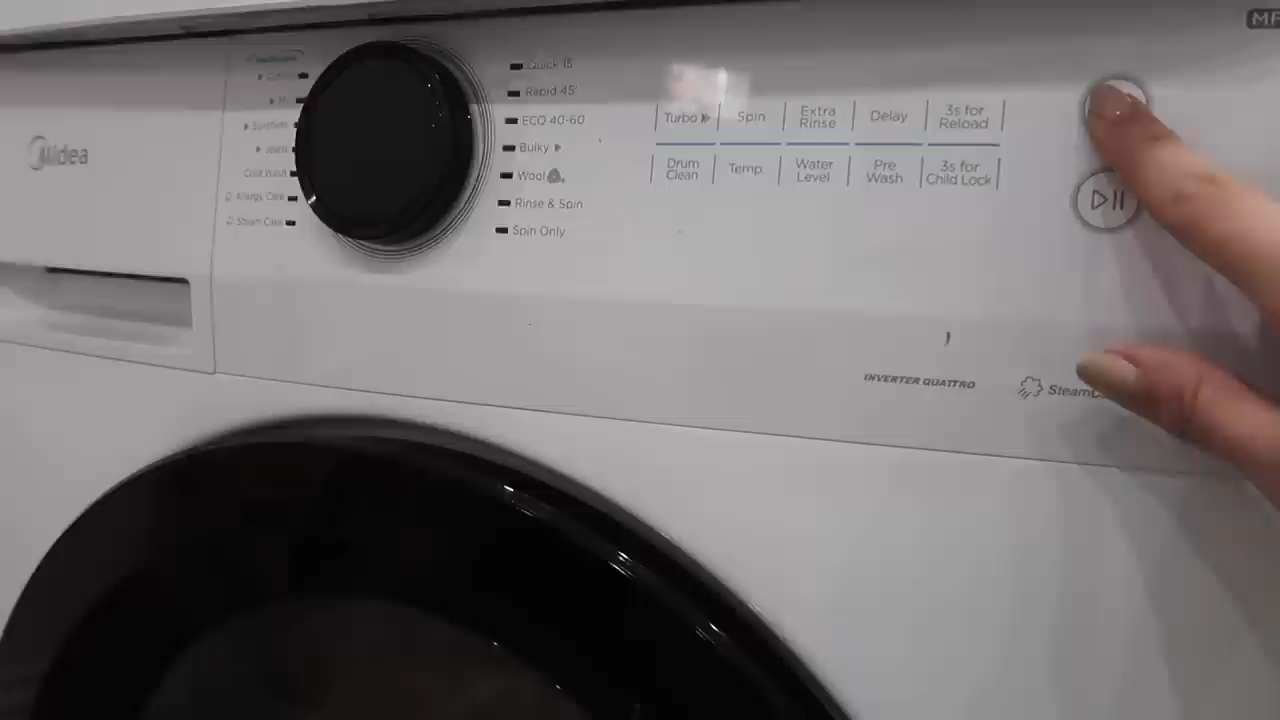 Midea
Cotton
Mix
Synthetic
Jeans
Cold Wash
Allergy Care
Steam Care
Quick 15'
Rapid 45'
ECO 40-60
Bulky
Wool
Rinse & Spin
Spin Only
Turbo
Spin
Extra
Rinse
Delay
3s for
Reload
Drum
Clean
Temp.
Water
Level
Pre
Wash
3s for
Child Lock
INVERTER QUATTRO